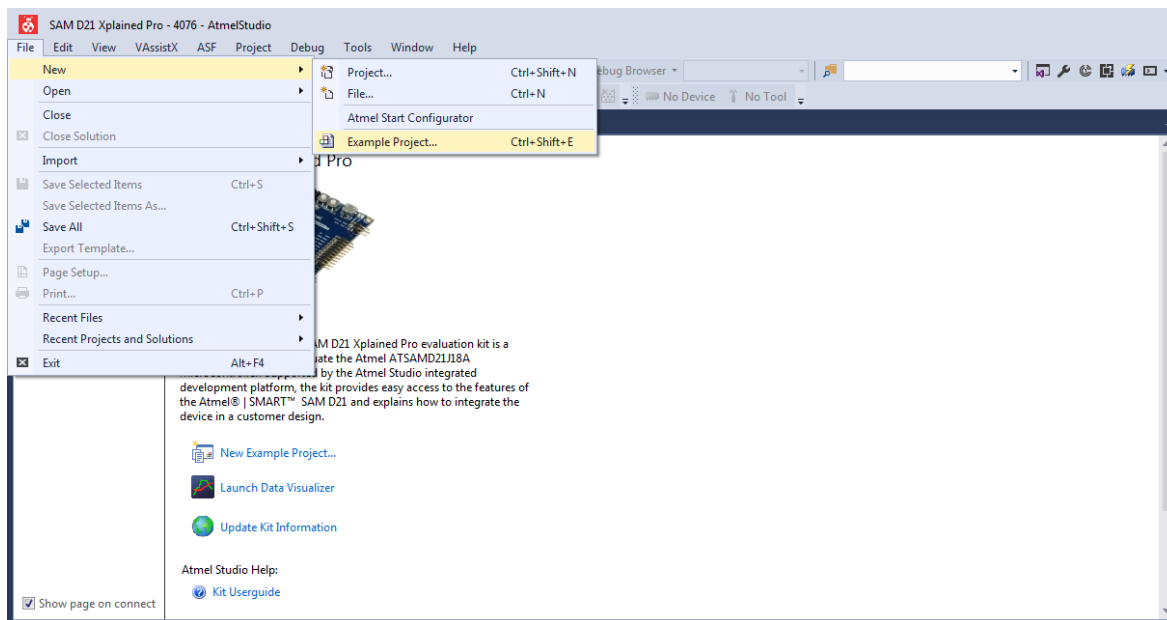 SAM D21 Xplained Pro - 4076 - AtmelStudio
File Edit View VAssistX ASF Project Debug Tools Window Help
New
Open
Close
Close Solution
Import
Save Selected Items Ctrl+S
Save Selected Items As...
Save All Ctrl+Shift+S
Export Template...
Page Setup...
Print... Ctrl+P
Recent Files
Recent Projects and Solutions
Exit Alt+F4
Project... Ctrl+Shift+N
File... Ctrl+N
Atmel Start Configurator
Example Project... Ctrl+Shift+E
ebug Browser
No Device No Tool
d Pro
AM D21 Xplained Pro evaluation kit is a
uate the Atmel ATSAMD21J18A
by the Atmel Studio integrated
development platform, the kit provides easy access to the features of
the Atmel® | SMART™ SAM D21 and explains how to integrate the
device in a customer design.
New Example Project...
Launch Data Visualizer
Update Kit Information
Atmel Studio Help:
Kit Userguide
Show page on connect